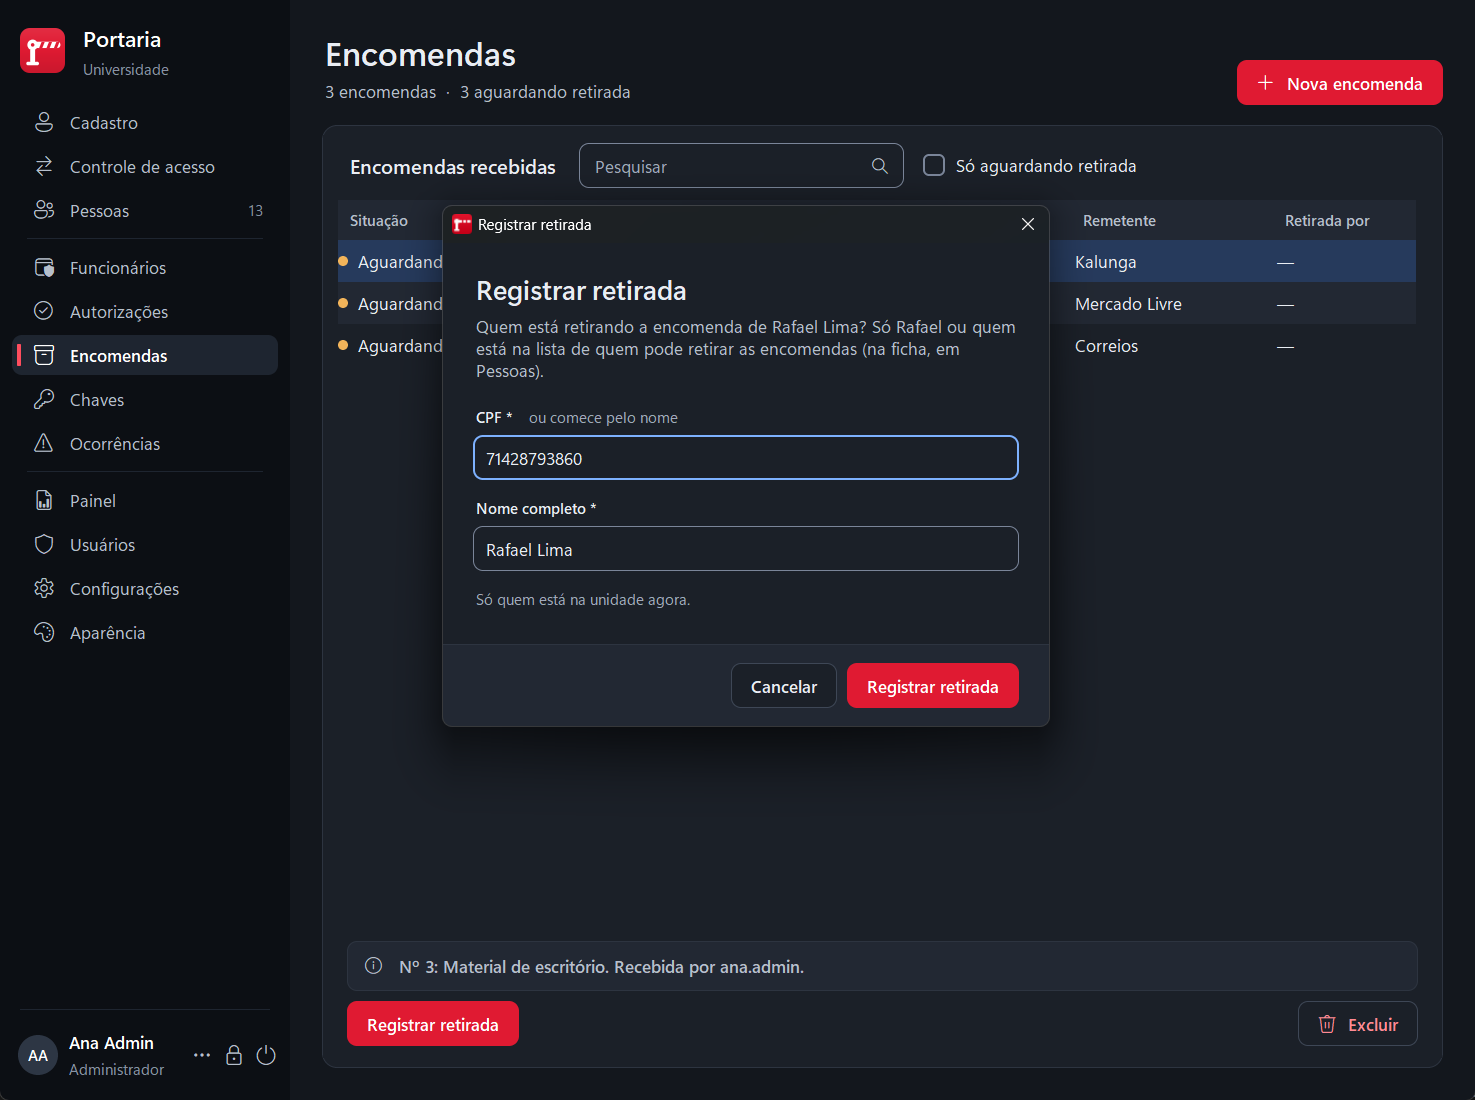 Portaria
Universidade
Cadastro
Controle de acesso
Pessoas 13
Funcionários
Autorizações
Encomendas
Chaves
Ocorrências
Painel
Usuários
Configurações
Aparência
AA
Ana Admin
Administrador
Encomendas
3 encomendas · 3 aguardando retirada
+ Nova encomenda
Encomendas recebidas
Pesquisar
Só aguardando retirada
Situação Remetente Retirada por
Aguardand Kalunga —
Aguardand Mercado Livre —
Aguardand Correios —
Registrar retirada
Registrar retirada
Quem está retirando a encomenda de Rafael Lima? Só Rafael ou quem
está na lista de quem pode retirar as encomendas (na ficha, em
Pessoas).
CPF * ou comece pelo nome
71428793860
Nome completo *
Rafael Lima
Só quem está na unidade agora.
Cancelar
Registrar retirada
Nº 3: Material de escritório. Recebida por ana.admin.
Registrar retirada
Excluir